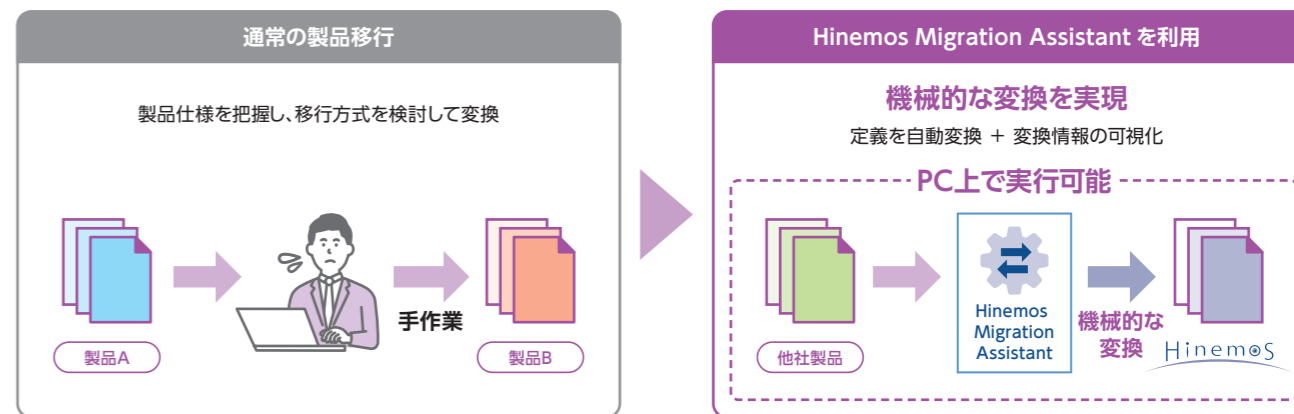 通常の製品移行
製品仕様を把握し、移行方式を検討して変換
手作業
製品A
製品B
Hinemos Migration Assistant を利用
機械的な変換を実現
定義を自動変換 + 変換情報の可視化
PC上で実行可能
Hinemos
Migration
Assistant
機械的な
変換
他社製品
Hinemos